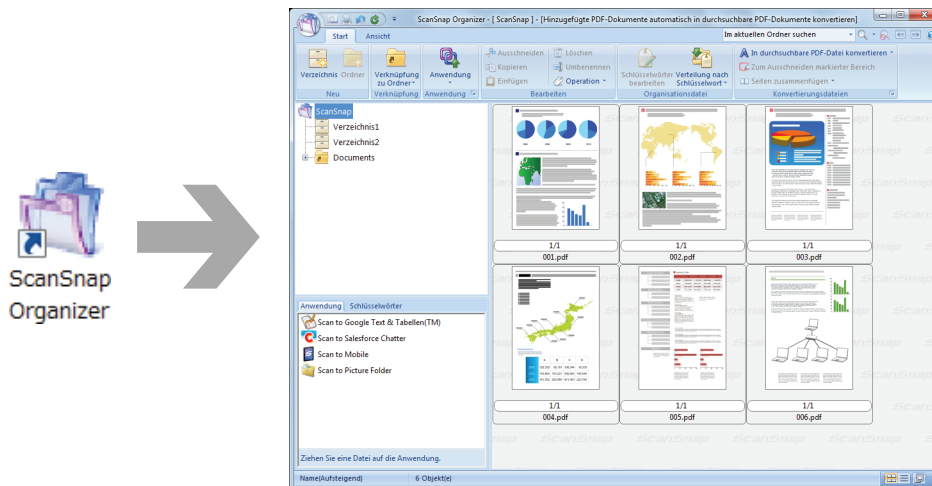 ScanSnap
Organizer
ScanSnap Organizer - [ ScanSnap ] - [Hinzugefügte PDF-Dokumente automatisch in durchsuchbare PDF-Dokumente konvertieren]
Start Ansicht
Im aktuellen Ordner suchen
Verzeichnis Ordner
Neu
Verknüpfung
zu Ordner
Verknüpfung
Anwendung
Anwendung
Ausschneiden Löschen
Kopieren Umbenennen
Einfügen Operation
Bearbeiten
Schlüsselwörter Verteilung nach
bearbeiten Schlüsselwort
Organisationsdatei
In durchsuchbare PDF-Datei konvertieren
Zum Ausschneiden markierter Bereich
Seiten zusammenfügen
Konvertierungsdateien
ScanSnap
Verzeichnis1
Verzeichnis2
Documents
1/1 1/1 1/1
001.pdf 002.pdf 003.pdf
1/1 1/1 1/1
004.pdf 005.pdf 006.pdf
Anwendung Schlüsselwörter
Scan to Google Text & Tabellen(TM)
Scan to Salesforce Chatter
Scan to Mobile
Scan to Picture Folder
Ziehen Sie eine Datei auf die Anwendung.
Name(Aufsteigend) 6 Objekt(e)